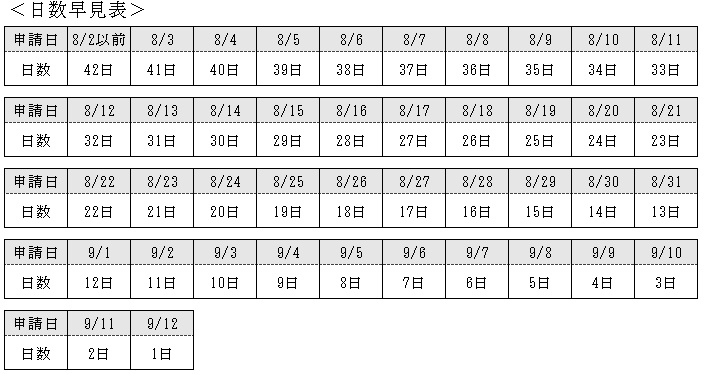 ＜日数早見表＞
申請日 8/2以前 8/3 8/4 8/5 8/6 8/7 8/8 8/9 8/10 8/11
日数 42日 41日 40日 39日 38日 37日 36日 35日 34日 33日
申請日 8/12 8/13 8/14 8/15 8/16 8/17 8/18 8/19 8/20 8/21
日数 32日 31日 30日 29日 28日 27日 26日 25日 24日 23日
申請日 8/22 8/23 8/24 8/25 8/26 8/27 8/28 8/29 8/30 8/31
日数 22日 21日 20日 19日 18日 17日 16日 15日 14日 13日
申請日 9/1 9/2 9/3 9/4 9/5 9/6 9/7 9/8 9/9 9/10
日数 12日 11日 10日 9日 8日 7日 6日 5日 4日 3日
申請日 9/11 9/12
日数 2日 1日